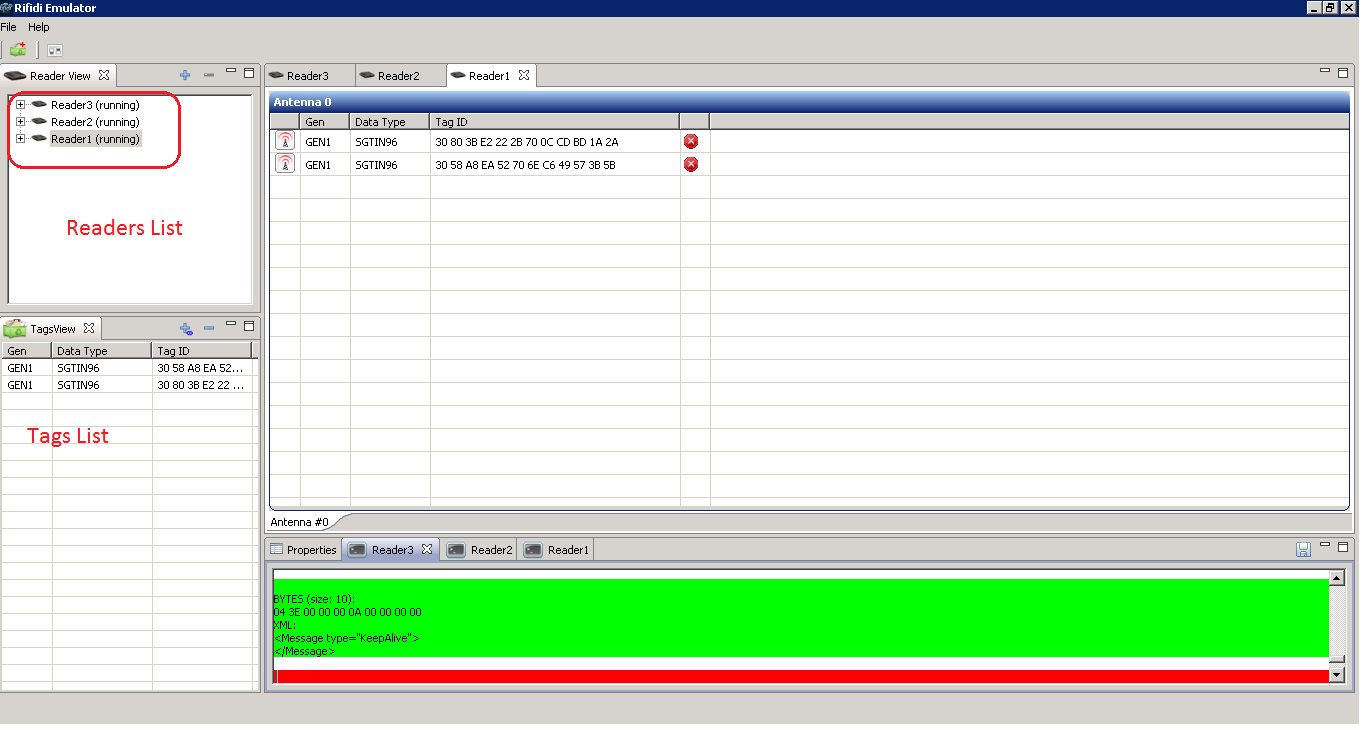 Rifidi Emulator
File Help
Reader View
Reader3 (running)
Reader2 (running)
Reader1 (running)
Readers List
TagsView
Gen Data Type Tag ID
GEN1 SGTIN96 30 58 A8 EA 52...
GEN1 SGTIN96 30 80 3B E2 22 ...
Tags List
Reader3 Reader2 Reader1
Antenna 0
Gen Data Type Tag ID
GEN1 SGTIN96 30 80 3B E2 22 2B 70 0C CD BD 1A 2A
GEN1 SGTIN96 30 58 A8 EA 52 70 6E C6 49 57 3B 5B
Antenna #0
Properties Reader3 Reader2 Reader1
BYTES (size: 10):
04 3E 00 00 00 0A 00 00 00 00
XML:
<Message type="KeepAlive">
</Message>